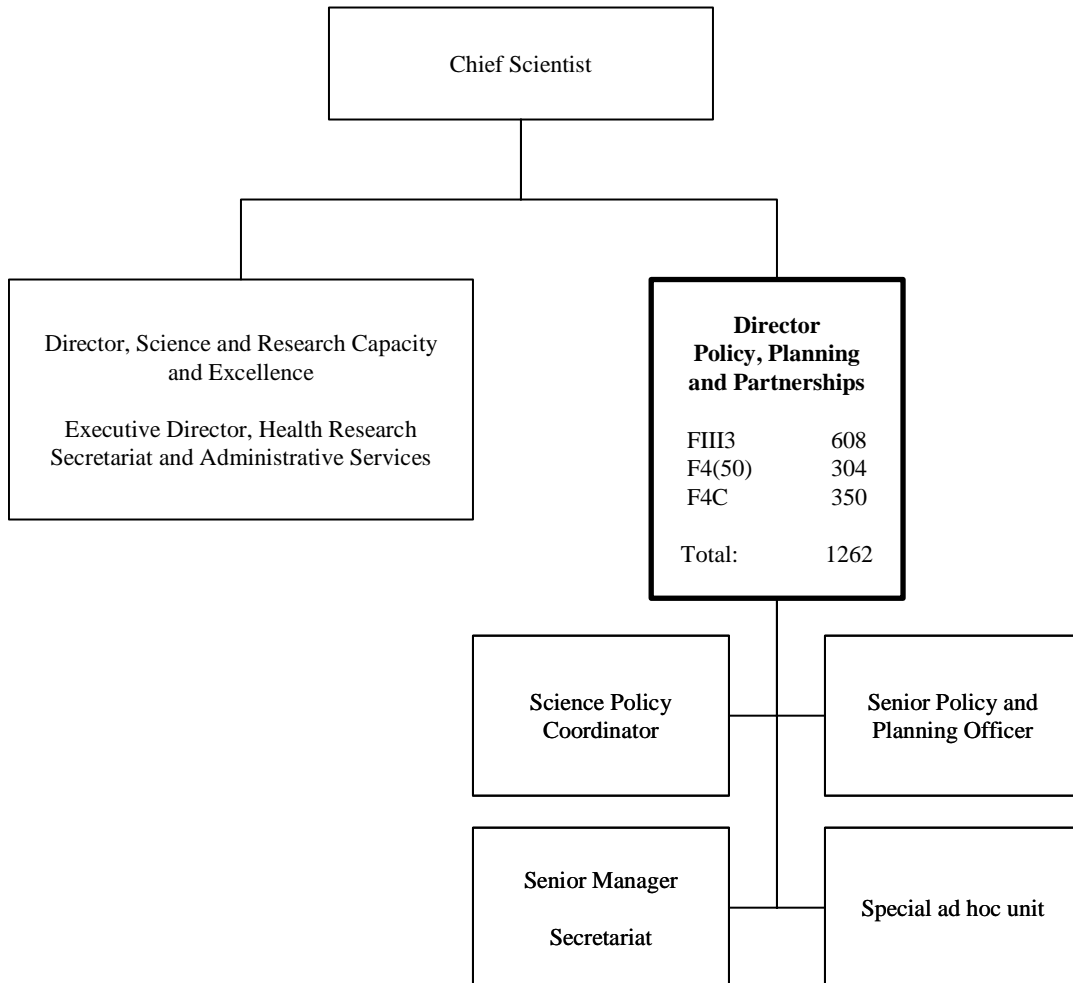 Chief Scientist
Director, Science and Research Capacity
and Excellence
Executive Director, Health Research
Secretariat and Administrative Services
Director
Policy, Planning
and Partnerships
FIII3 608
F4(50) 304
F4C 350
Total: 1262
Science Policy
Coordinator
Senior Policy and
Planning Officer
Senior Manager
Secretariat
Special ad hoc unit